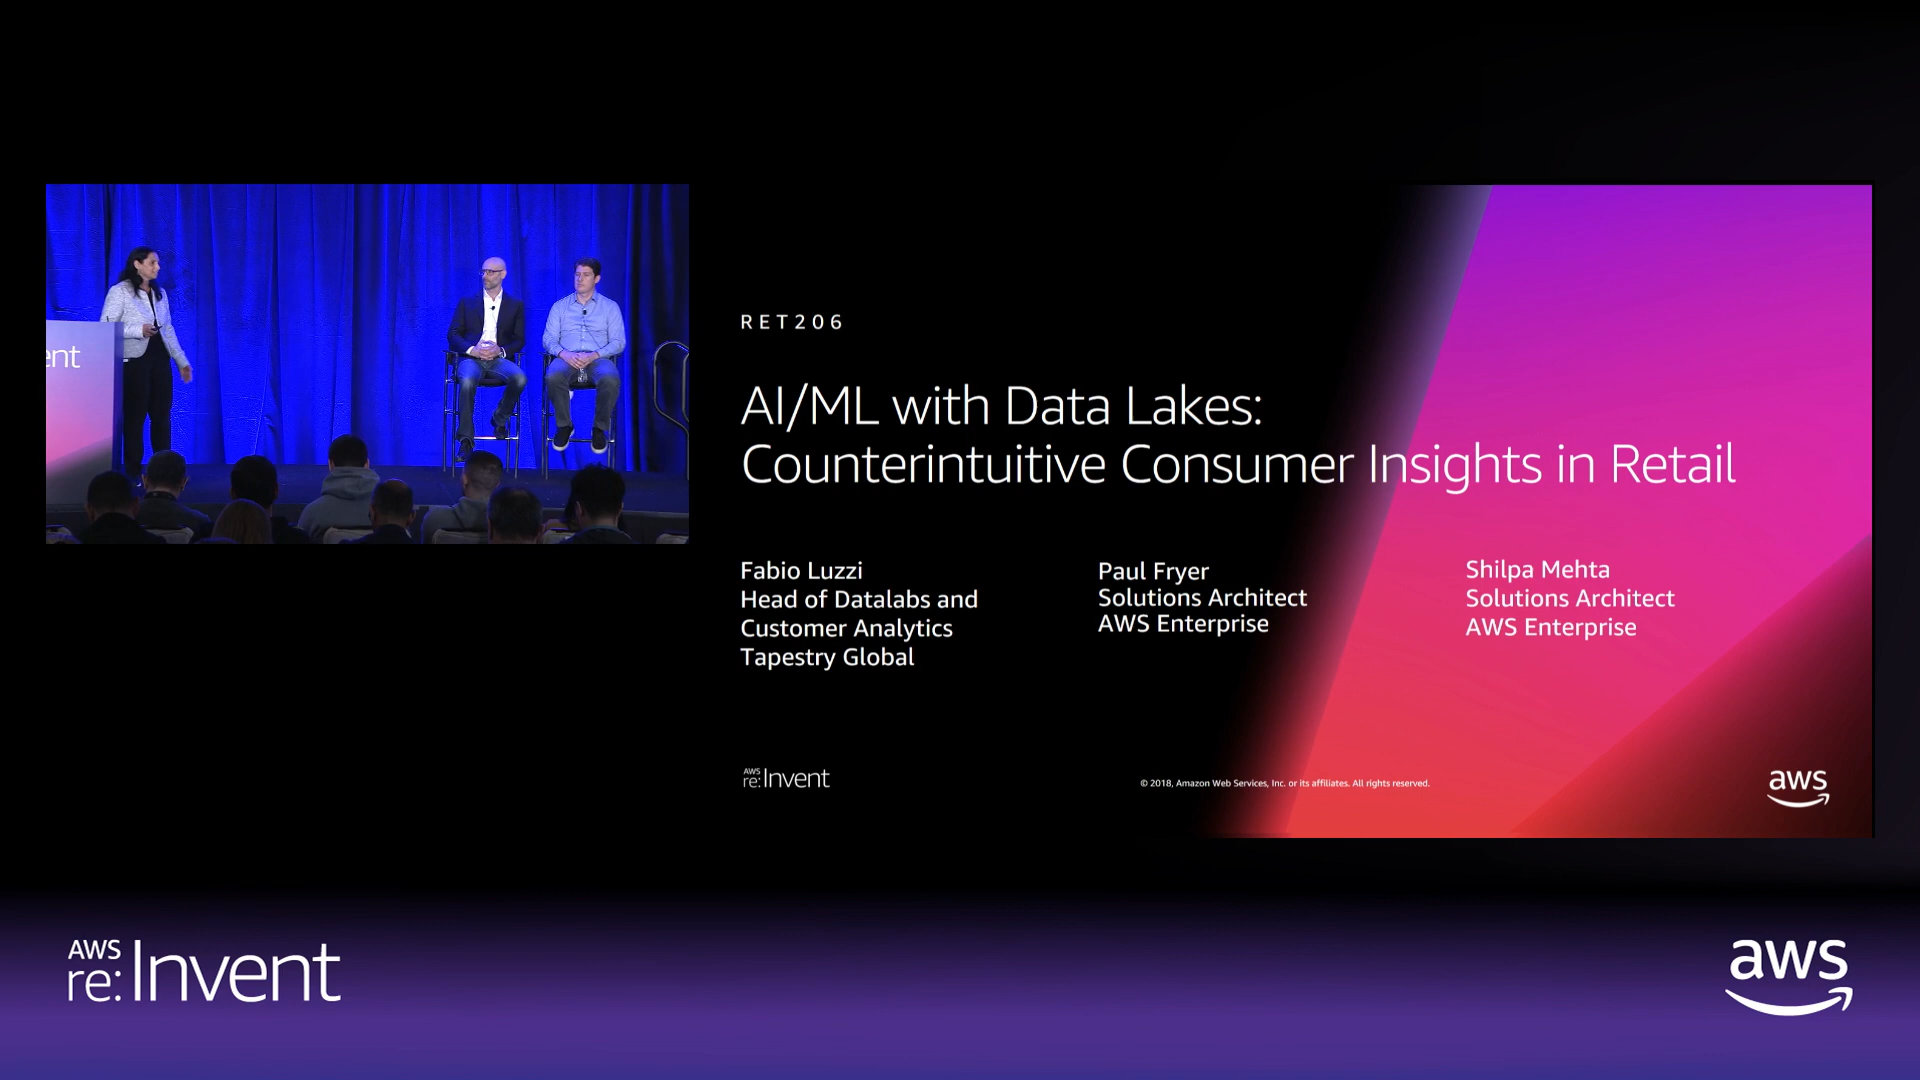 ent
RET206
AI/ML with Data Lakes:
Counterintuitive Consumer Insights in Retail
Fabio Luzzi
Head of Datalabs and
Customer Analytics
Tapestry Global
Paul Fryer
Solutions Architect
AWS Enterprise
Shilpa Mehta
Solutions Architect
AWS Enterprise
AWS
re:Invent
© 2018, Amazon Web Services, Inc. or its affiliates. All rights reserved.
aws
AWS
re:Invent
aws